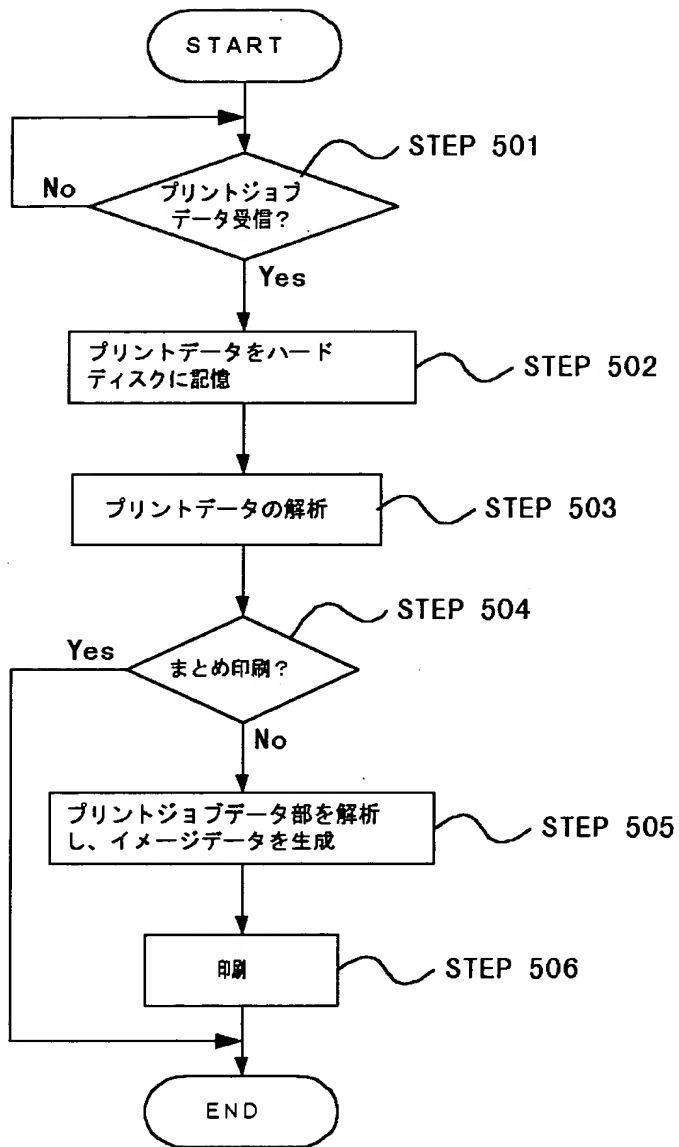 START
STEP 501
No
プリントジョブ
データ受信？
Yes
プリントデータをハード
ディスクに記憶
STEP 502
プリントデータの解析
STEP 503
STEP 504
Yes
まとめ印刷？
No
プリントジョブデータ部を解析
し、イメージデータを生成
STEP 505
印刷
STEP 506
END